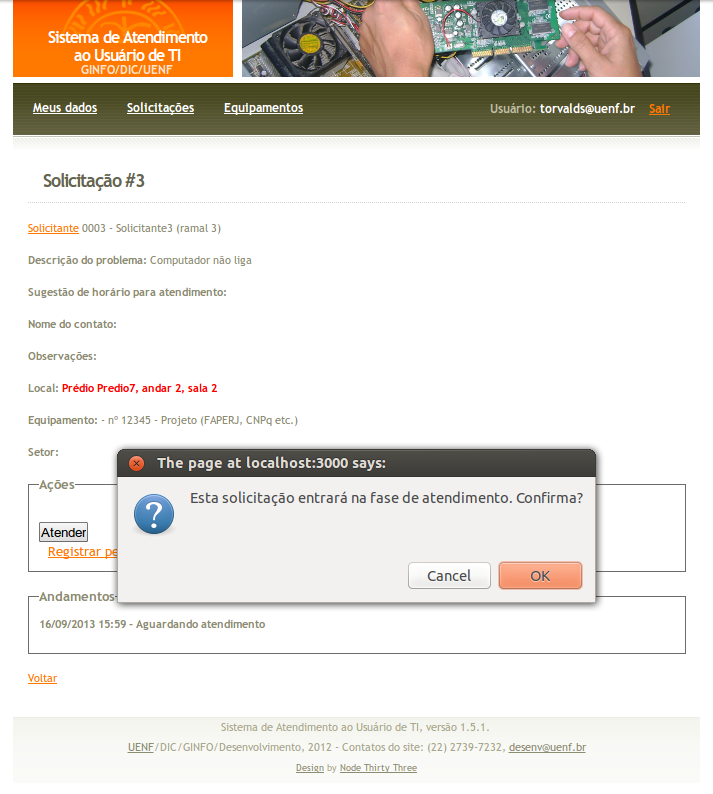 Sistema de Atendimento
ao Usuário de TI
GINFO/DIC/UENF
Meus dados Solicitações Equipamentos Usuário: torvalds@uenf.br Sair
Solicitação #3
Solicitante 0003 - Solicitante3 (ramal 3)
Descrição do problema: Computador não liga
Sugestão de horário para atendimento:
Nome do contato:
Observações:
Local: Prédio Predio7, andar 2, sala 2
Equipamento: - nº 12345 - Projeto (FAPERJ, CNPq etc.)
Setor:
The page at localhost:3000 says:
Esta solicitação entrará na fase de atendimento. Confirma?
Cancel OK
Ações
Atender
Registrar pe
Andamentos
16/09/2013 15:59 - Aguardando atendimento
Voltar
Sistema de Atendimento ao Usuário de TI, versão 1.5.1.
UENF/DIC/GINFO/Desenvolvimento, 2012 - Contatos do site: (22) 2739-7232, desenv@uenf.br
Design by Node Thirty Three